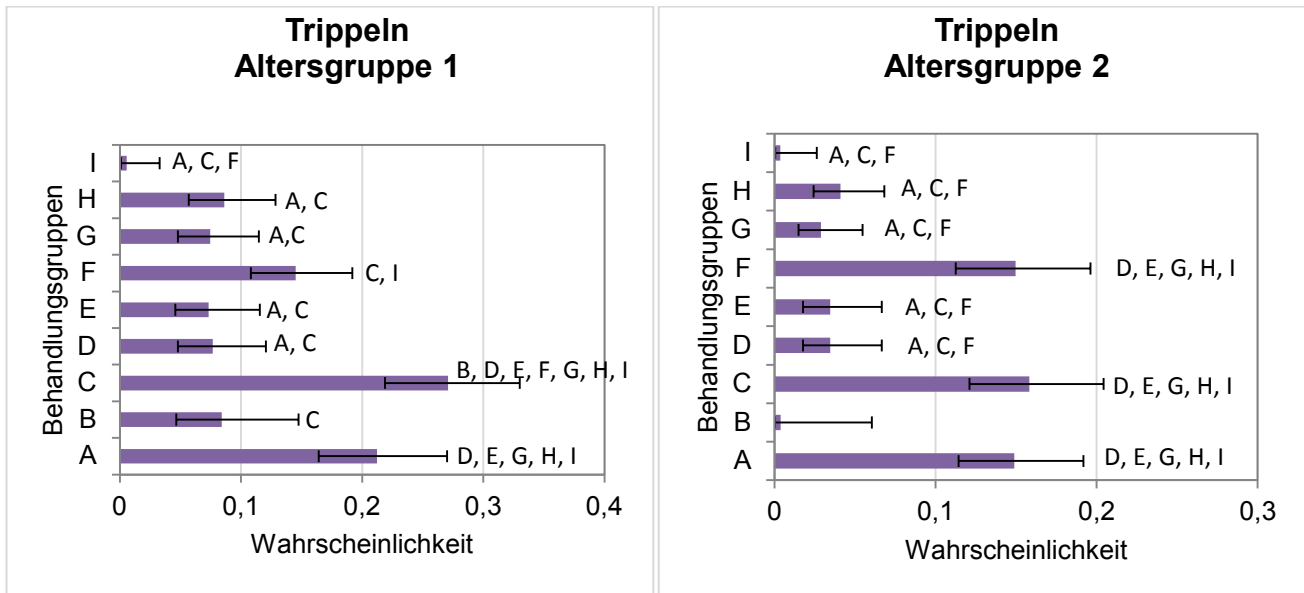 Trippeln
Altersgruppe 1
Behandlungsgruppen
I
A, C, F
H
A, C
G
A,C
F
C, I
E
A, C
D
A, C
C
B, D, E, F, G, H, I
B
C
A
D, E, G, H, I
0
0,1
0,2
0,3
0,4
Wahrscheinlichkeit
Trippeln
Altersgruppe 2
Behandlungsgruppen
I
A, C, F
H
A, C, F
G
A, C, F
F
D, E, G, H, I
E
A, C, F
D
A, C, F
C
D, E, G, H, I
B
A
D, E, G, H, I
0
0,1
0,2
0,3
Wahrscheinlichkeit